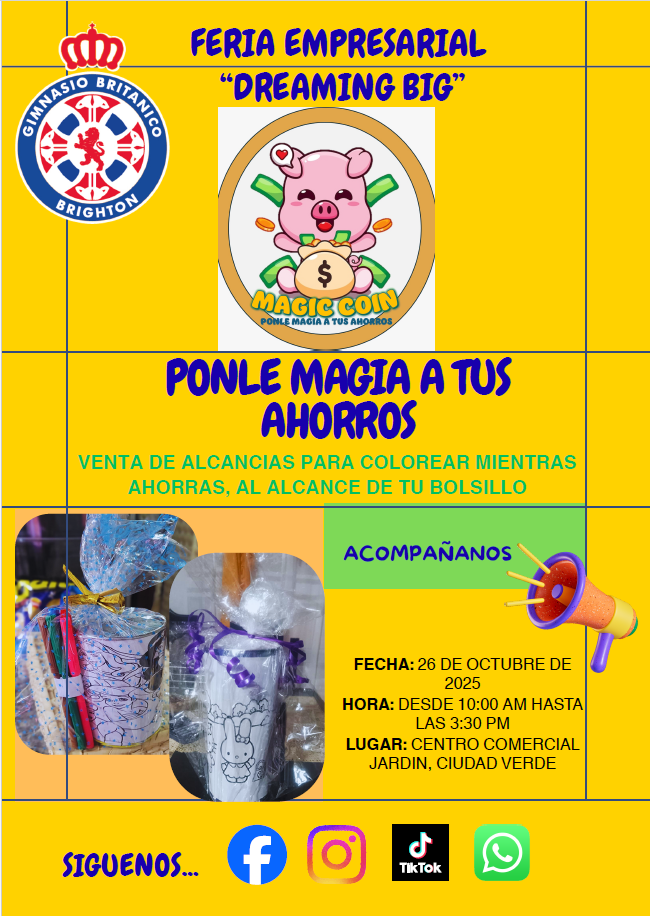 FERIA EMPRESARIAL
“DREAMING BIG”
GIMNASIO BRITANICO
BRIGHTON
$
MAGIC COIN
PONLE MAGIA A TUS AHORROS
PONLE MAGIA A TUS
AHORROS
VENTA DE ALCANCIAS PARA COLOREAR MIENTRAS
AHORRAS, AL ALCANCE DE TU BOLSILLO
ACOMPAÑANOS
FECHA: 26 DE OCTUBRE DE
2025
HORA: DESDE 10:00 AM HASTA
LAS 3:30 PM
LUGAR: CENTRO COMERCIAL
JARDIN, CIUDAD VERDE
SIGUENOS...
TikTok